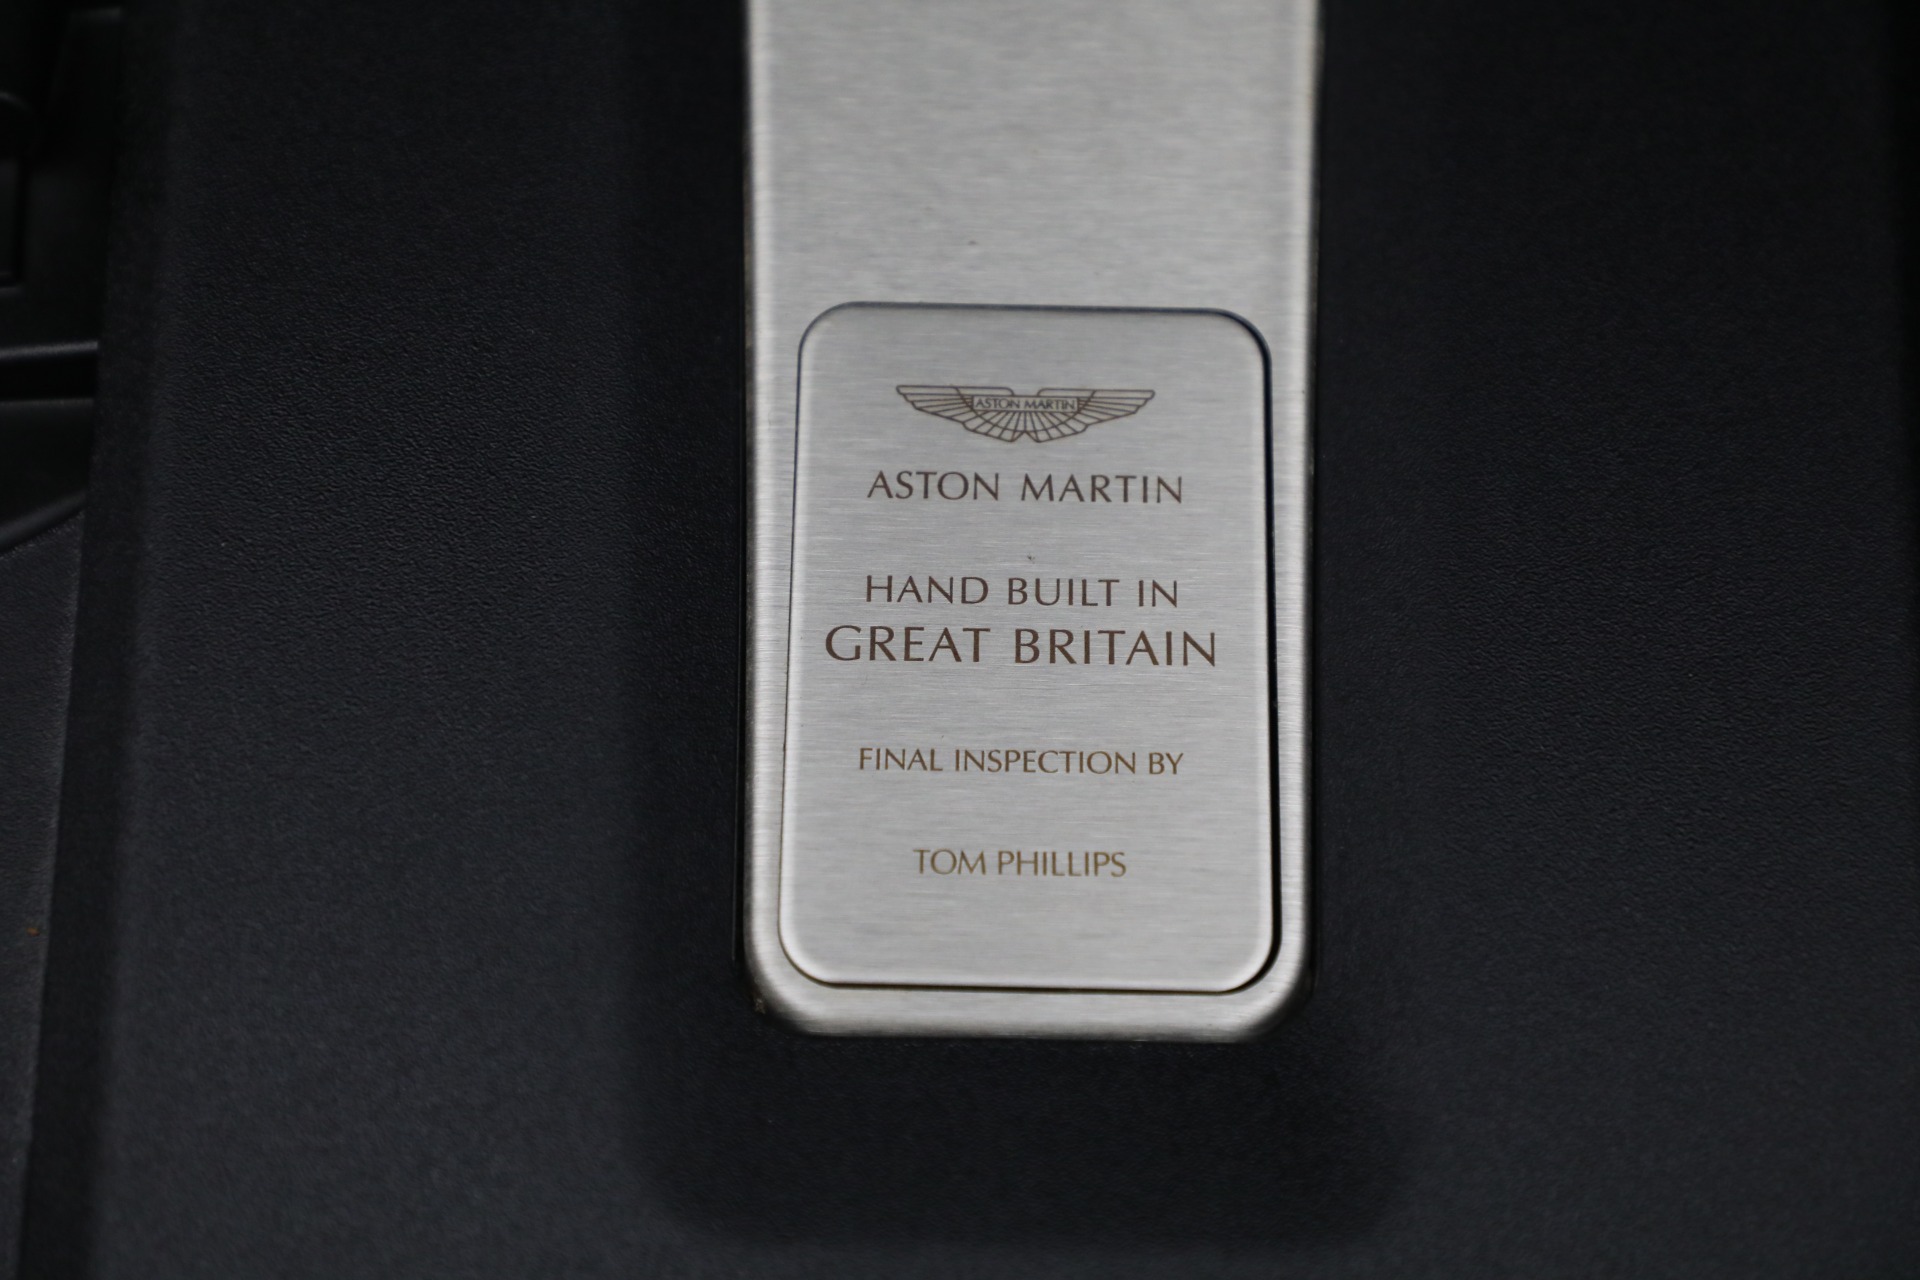 ASTON MARTIN
ASTON MARTIN
HAND BUILT IN
GREAT BRITAIN
FINAL INSPECTION BY
TOM PHILLIPS